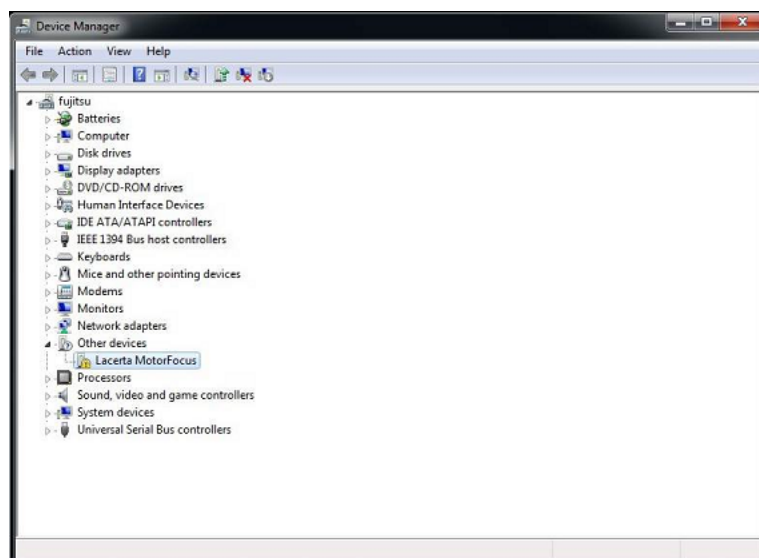 Device Manager
File Action View Help
fujitsu
Batteries
Computer
Disk drives
Display adapters
DVD/CD-ROM drives
Human Interface Devices
IDE ATA/ATAPI controllers
IEEE 1394 Bus host controllers
Keyboards
Mice and other pointing devices
Modems
Monitors
Network adapters
Other devices
Lacerta MotorFocus
Processors
Sound, video and game controllers
System devices
Universal Serial Bus controllers